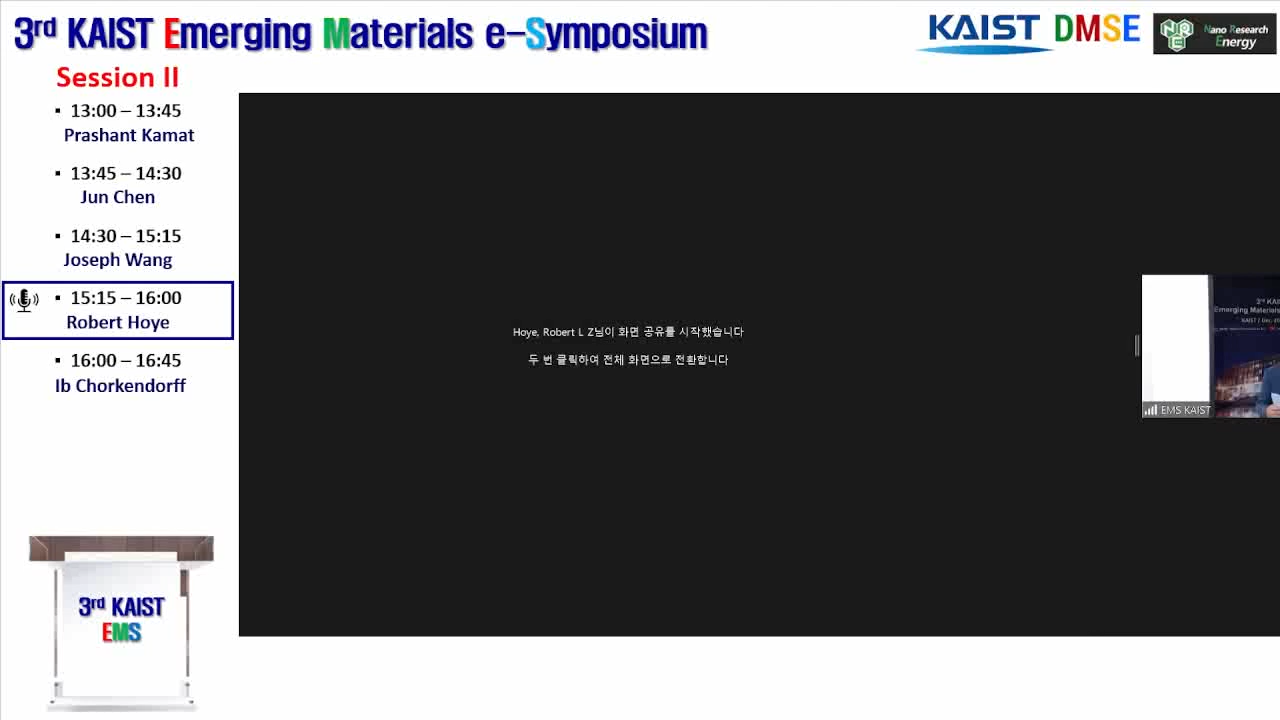 3rd KAIST Emerging Materials e-Symposium
KAIST DMSE
Nano Research
Energy
NRE
Session II
▪ 13:00 – 13:45
Prashant Kamat
▪ 13:45 – 14:30
Jun Chen
▪ 14:30 – 15:15
Joseph Wang
▪ 15:15 – 16:00
Robert Hoye
▪ 16:00 – 16:45
Ib Chorkendorff
Hoye, Robert L Z님이 화면 공유를 시작했습니다
두 번 클릭하여 전체 화면으로 전환합니다
Emerging Materials
EMS KAIST
3rd KAIST
EMS